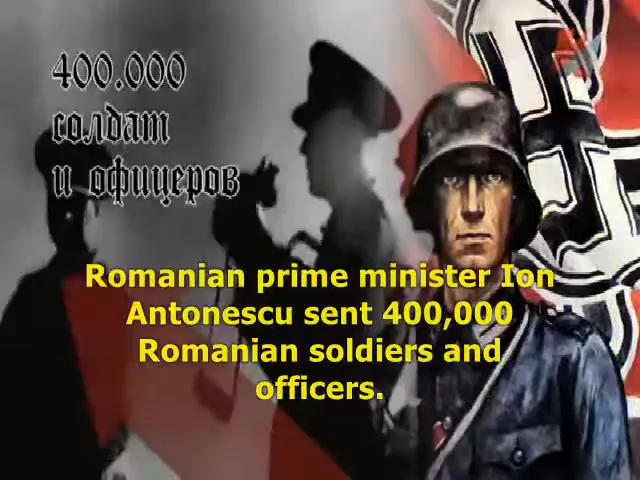 400.000
солдат
и офицеров
Romanian prime minister Ion
Antonescu sent 400,000
Romanian soldiers and
officers.